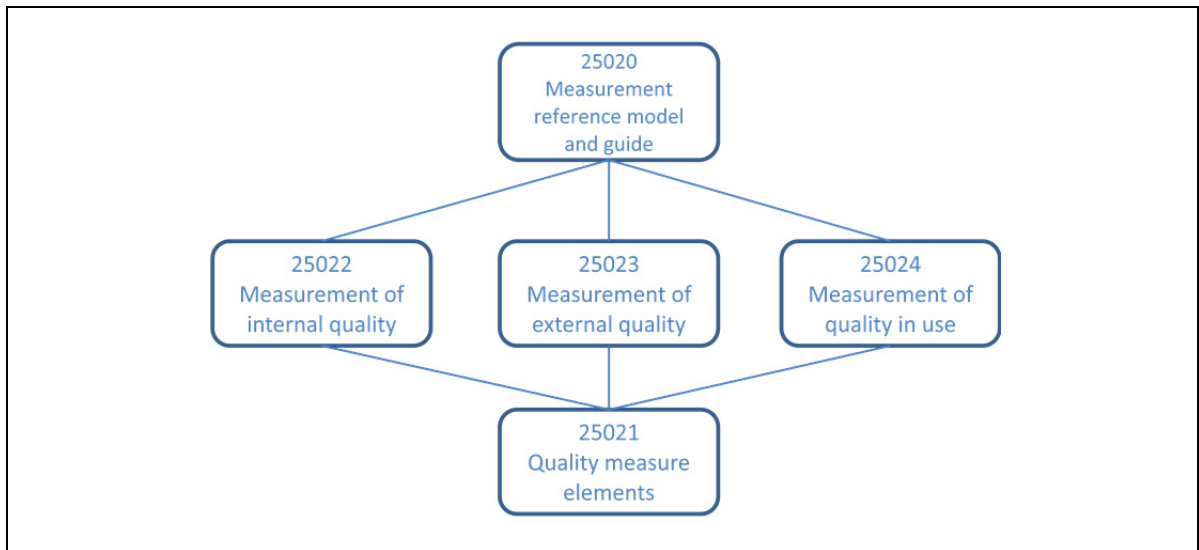 25020
Measurement
reference model
and guide
25022
Measurement of
internal quality
25023
Measurement of
external quality
25024
Measurement of
quality in use
25021
Quality measure
elements